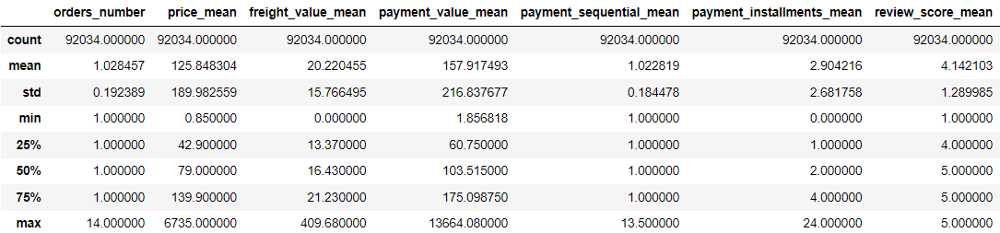 orders_number price_mean freight_value_mean payment_value_mean payment_sequential_mean payment_installments_mean review_score_mean
count 92034.000000 92034.000000 92034.000000 92034.000000 92034.000000 92034.000000 92034.000000
mean 1.028457 125.848304 20.220455 157.917493 1.022819 2.904216 4.142103
std 0.192389 189.982559 15.766495 216.837677 0.184478 2.681758 1.289985
min 1.000000 0.850000 0.000000 1.856818 1.000000 0.000000 1.000000
25% 1.000000 42.900000 13.370000 60.750000 1.000000 1.000000 4.000000
50% 1.000000 79.000000 16.430000 103.515000 1.000000 2.000000 5.000000
75% 1.000000 139.900000 21.230000 175.098750 1.000000 4.000000 5.000000
max 14.000000 6735.000000 409.680000 13664.080000 13.500000 24.000000 5.000000